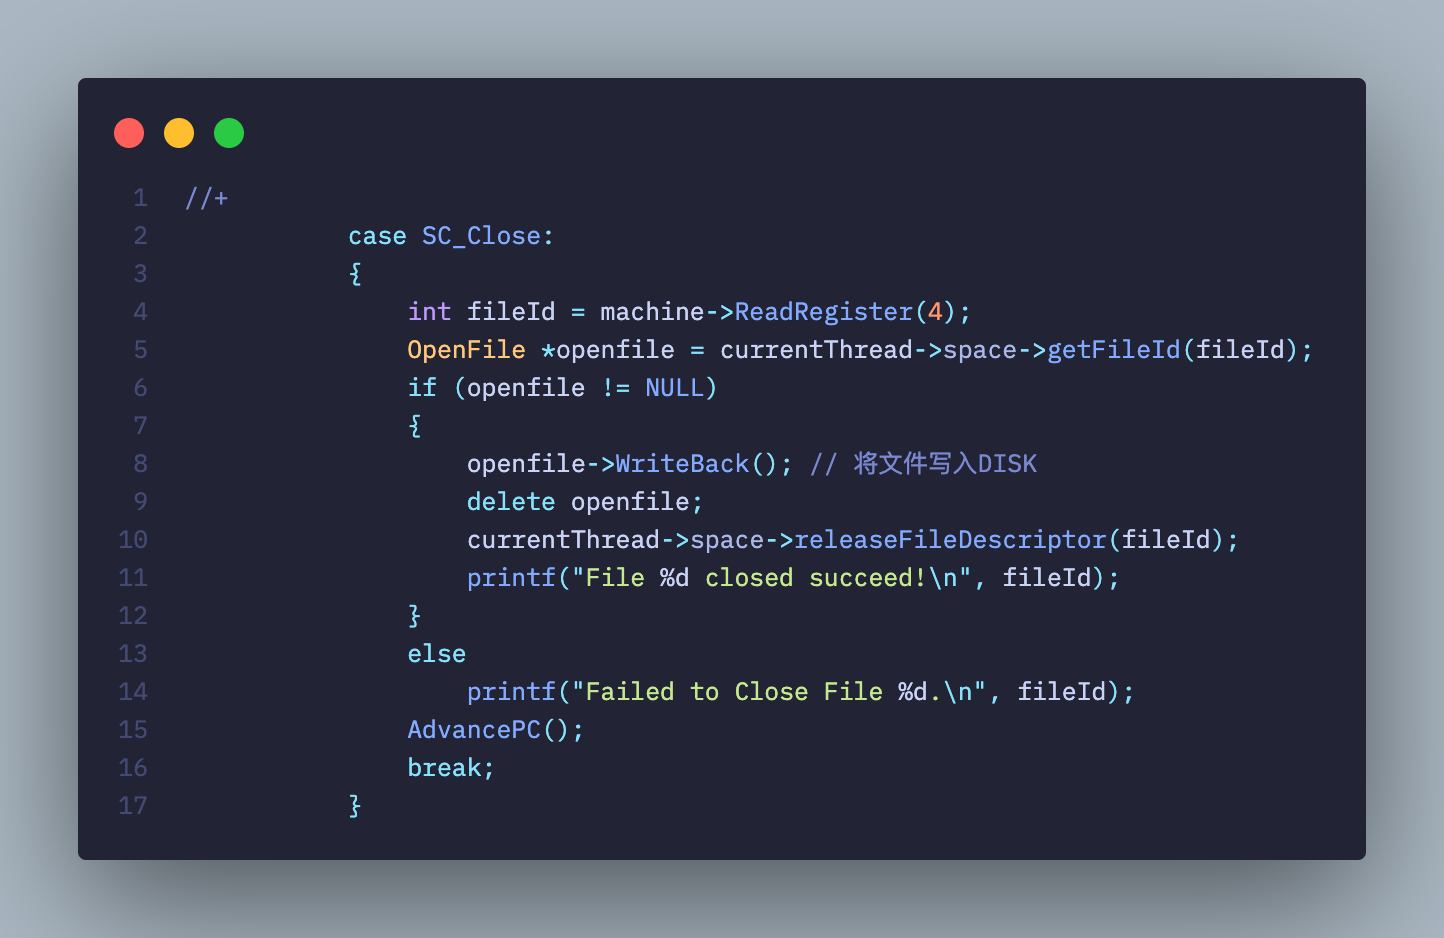 1 //+
2 case SC_Close:
3 {
4 int fileId = machine->ReadRegister(4);
5 OpenFile *openfile = currentThread->space->getFileId(fileId);
6 if (openfile != NULL)
7 {
8 openfile->WriteBack(); // 将文件写入DISK
9 delete openfile;
10 currentThread->space->releaseFileDescriptor(fileId);
11 printf("File %d closed succeed!\n", fileId);
12 }
13 else
14 printf("Failed to Close File %d.\n", fileId);
15 AdvancePC();
16 break;
17 }